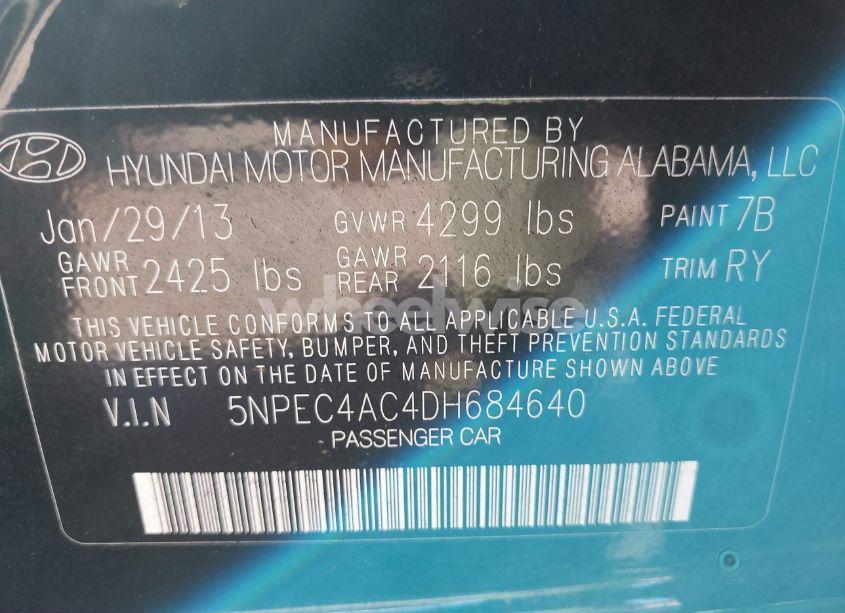 MANUFACTURED BY
HYUNDAI MOTOR MANUFACTURING ALABAMA, LLC
Jan/29/13 GVWR 4299 lbs PAINT 7B
GAWR FRONT 2425 lbs GAWR REAR 2116 lbs TRIM RY
wheelwise
THIS VEHICLE CONFORMS TO ALL APPLICABLE U.S.A. FEDERAL
MOTOR VEHICLE SAFETY, BUMPER, AND THEFT PREVENTION STANDARDS
IN EFFECT ON THE DATE OF MANUFACTURE SHOWN ABOVE
V.I.N 5NPEC4AC4DH684640
PASSENGER CAR